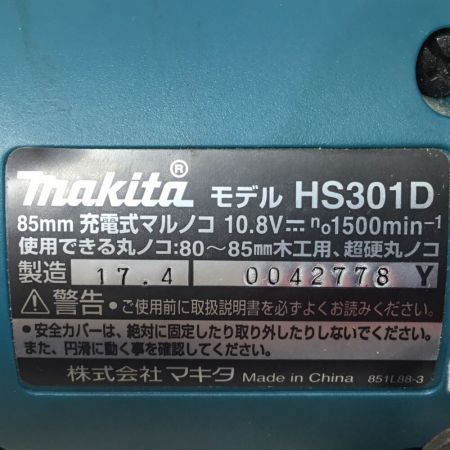 makita® モデル HS301D
85mm 充電式マルノコ 10.8V⎓ n₀1500min⁻¹
使用できる丸ノコ:80～85mm木工用、超硬丸ノコ
製造 17.4 0042778 Y
⚠警告・ご使用前に取扱説明書を必ずよくお読みください。
・安全カバーは、絶対に固定したり取り外したりしないでください。
また、円滑に動く事を確認してください。
株式会社マキタ Made in China 851L88-3